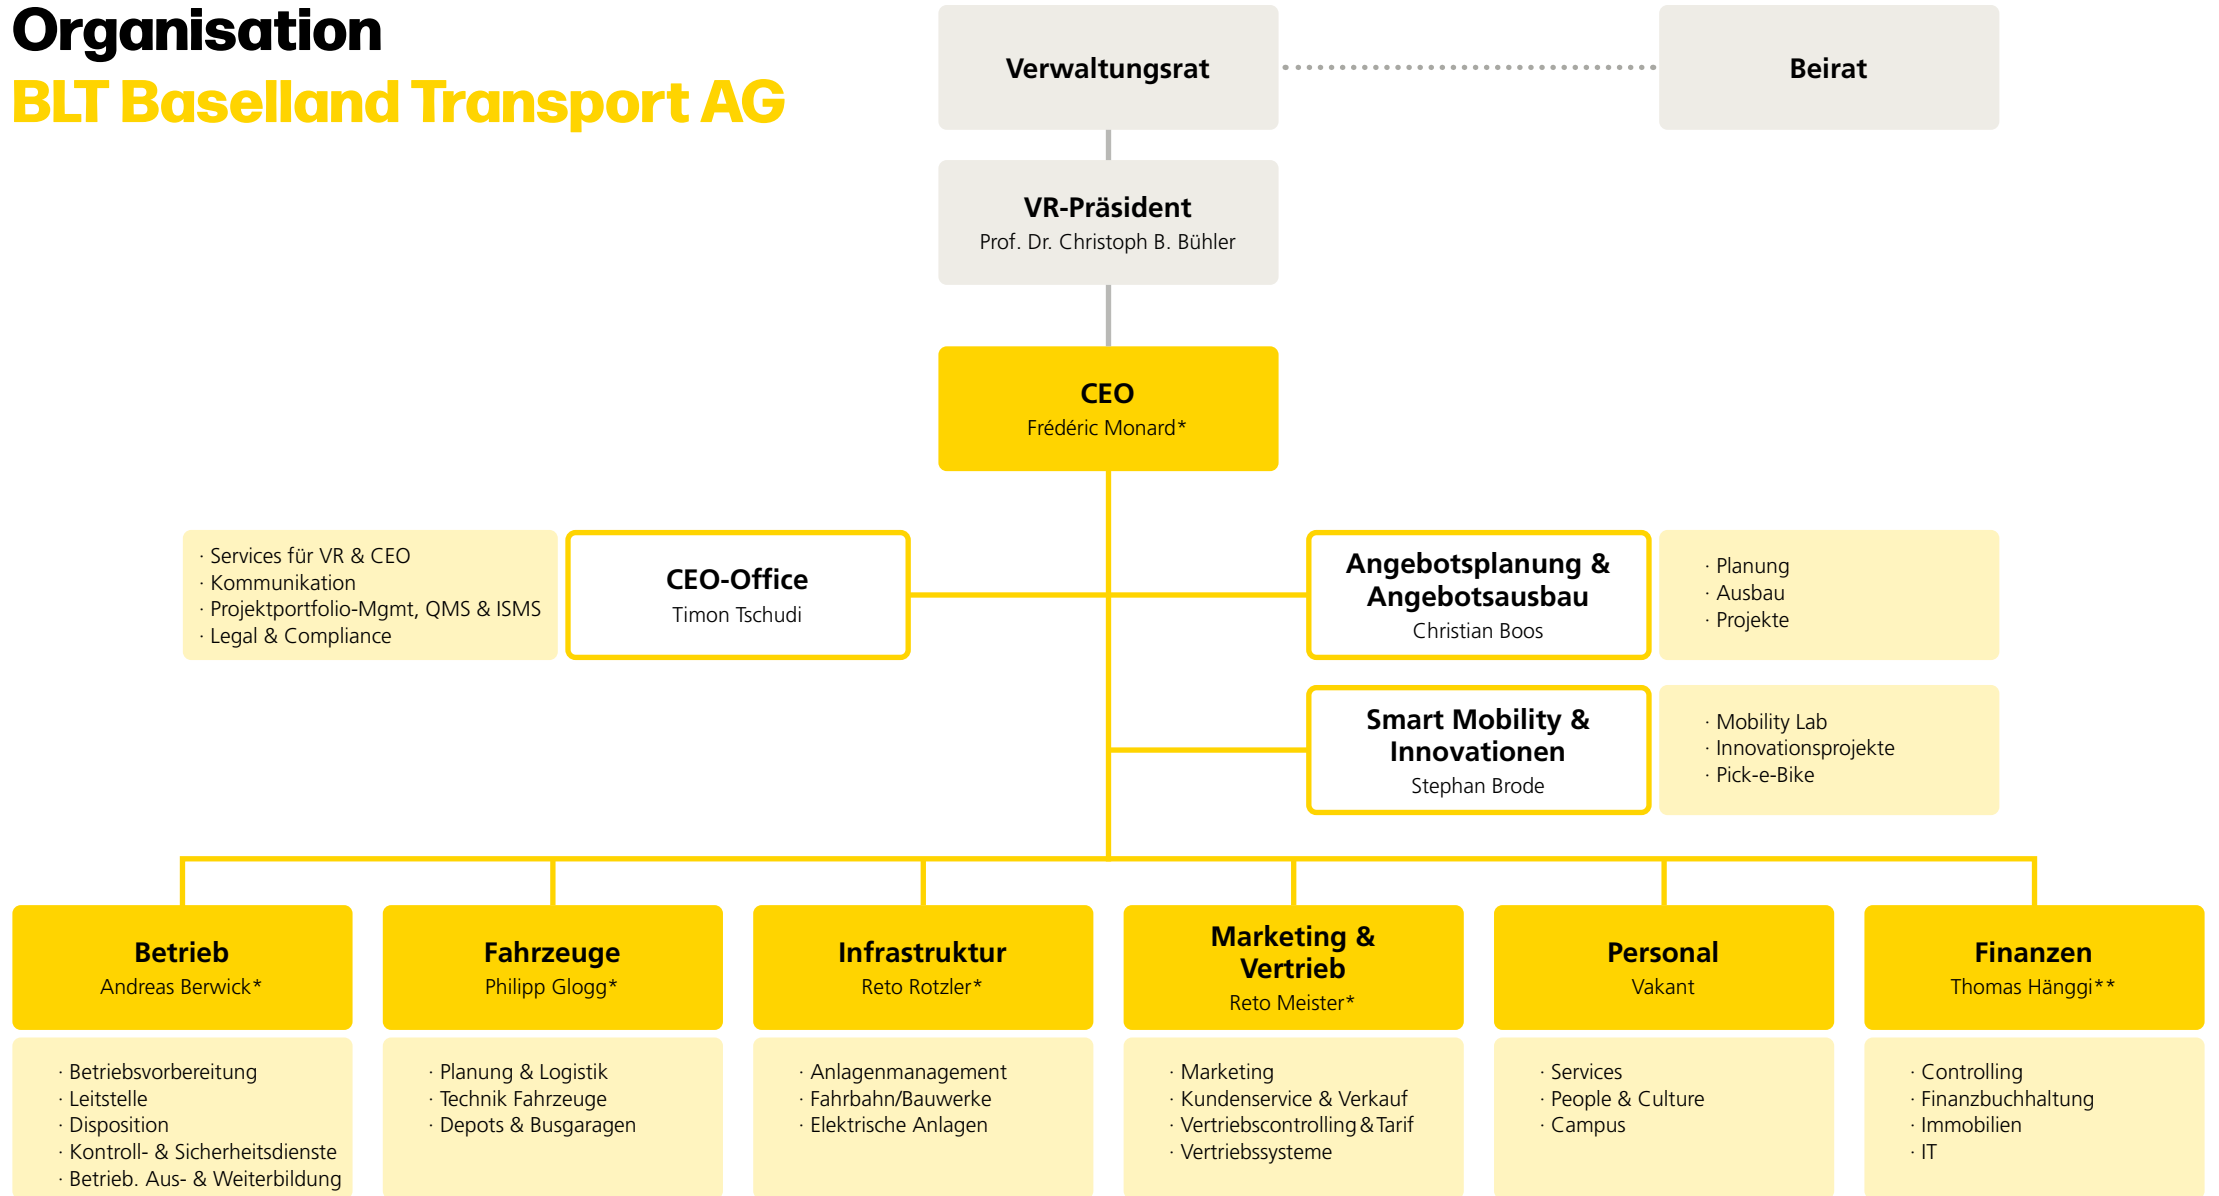 Organisation
BLT Baselland Transport AG
Verwaltungsrat
Beirat
VR-Präsident
Prof. Dr. Christoph B. Bühler
CEO
Frédéric Monard*
· Services für VR & CEO
· Kommunikation
· Projektportfolio-Mgmt, QMS & ISMS
· Legal & Compliance
CEO-Office
Timon Tschudi
Angebotsplanung &
Angebotsausbau
Christian Boos
· Planung
· Ausbau
· Projekte
Smart Mobility &
Innovationen
Stephan Brode
· Mobility Lab
· Innovationsprojekte
· Pick-e-Bike
Betrieb
Andreas Berwick*
· Betriebsvorbereitung
· Leitstelle
· Disposition
· Kontroll- & Sicherheitsdienste
· Betrieb. Aus- & Weiterbildung
Fahrzeuge
Philipp Glogg*
· Planung & Logistik
· Technik Fahrzeuge
· Depots & Busgaragen
Infrastruktur
Reto Rotzler*
· Anlagenmanagement
· Fahrbahn/Bauwerke
· Elektrische Anlagen
Marketing &
Vertrieb
Reto Meister*
· Marketing
· Kundenservice & Verkauf
· Vertriebscontrolling & Tarif
· Vertriebssysteme
Personal
Vakant
· Services
· People & Culture
· Campus
Finanzen
Thomas Hänggi**
· Controlling
· Finanzbuchhaltung
· Immobilien
· IT